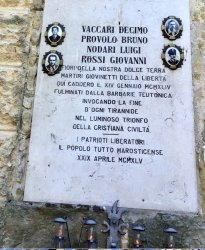 VACCARI DECIMO
PROVOLO BRUNO
NODARI LUIGI
ROSSI GIOVANNI
FIORI DELLA NOSTRA DOLCE TERRA
MARTIRI GIOVINETTI DELLA LIBERTÀ
QUI CADDERO IL XIV GENNAIO MCMXLIV
FULMINATI DALLA BARBARIE TEUTONICA
INVOCANDO LA FINE
D'OGNI TIRANNIDE
NEL LUMINOSO TRIONFO
DELLA CRISTIANA CIVILTÀ
I PATRIOTI LIBERATORI
IL POPOLO TUTTO MAROSTICENSE
XXIX APRILE MCMXLV